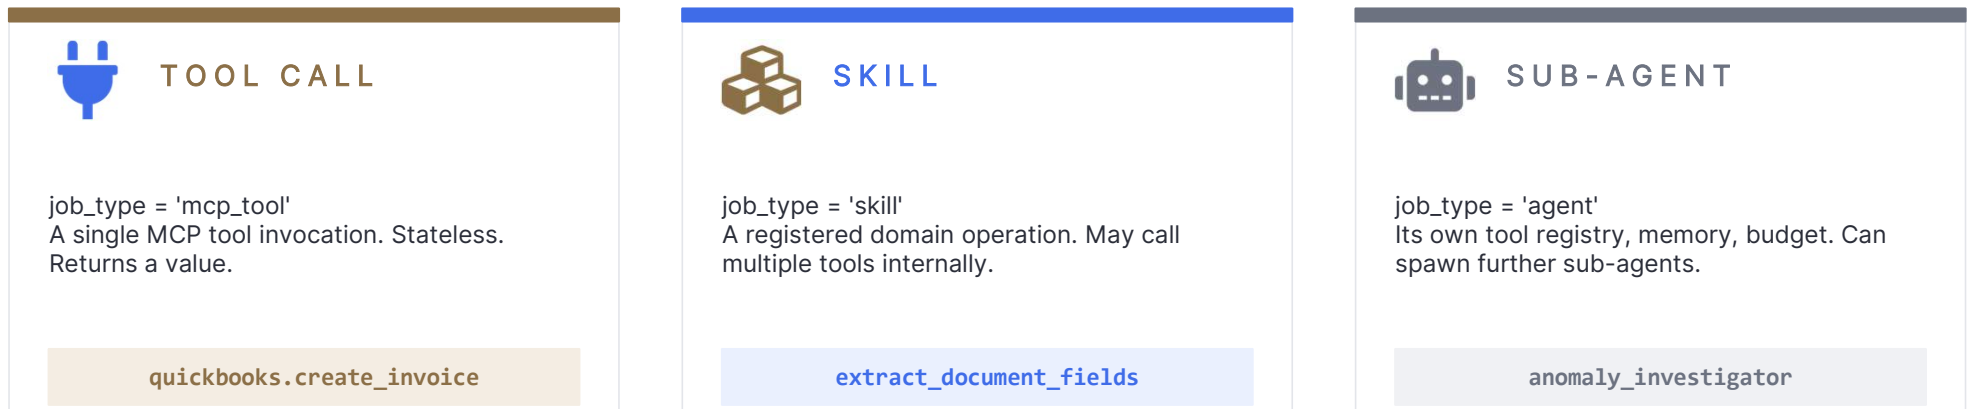 TOOL CALL
job_type = 'mcp_tool'
A single MCP tool invocation. Stateless.
Returns a value.
quickbooks.create_invoice
SKILL
job_type = 'skill'
A registered domain operation. May call
multiple tools internally.
extract_document_fields
SUB-AGENT
job_type = 'agent'
Its own tool registry, memory, budget. Can
spawn further sub-agents.
anomaly_investigator